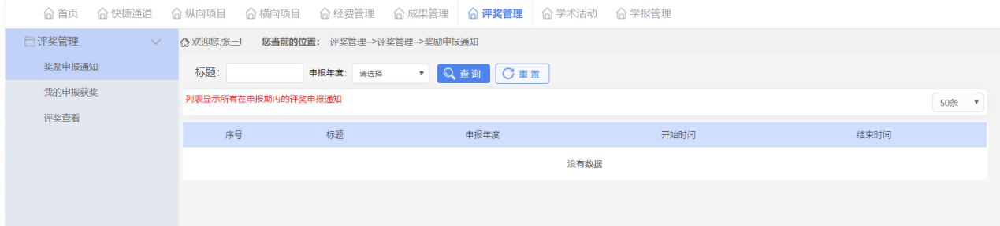 首页 快捷通道 纵向项目 横向项目 经费管理 成果管理 评奖管理 学术活动 学报管理
评奖管理
奖励申报通知
我的申报获奖
评奖查看
欢迎您,张三! 您当前的位置： 评奖管理-->评奖管理-->奖励申报通知
标题: 申报年度: 请选择 查 询 重 置
列表显示所有在申报期内的评奖申报通知
50条
序号 标题 申报年度 开始时间 结束时间
没有数据